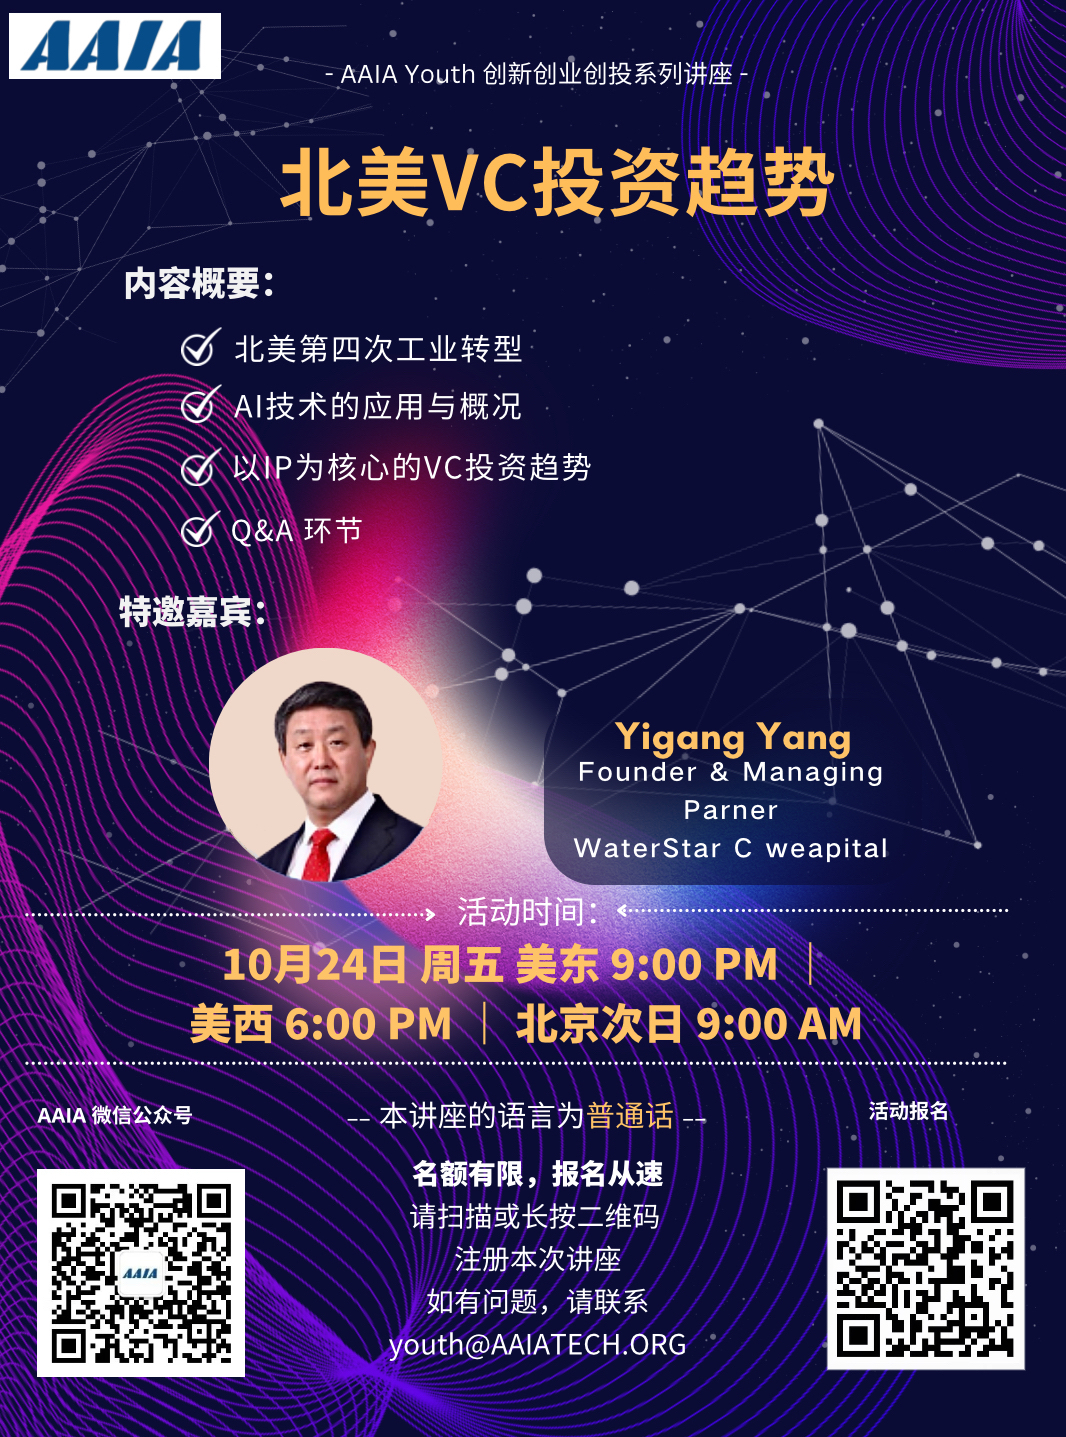 AAIA
- AAIA Youth 创新创业创投系列讲座 -
北美VC投资趋势
内容概要：
北美第四次工业转型
AI技术的应用与概况
以IP为核心的VC投资趋势
Q&A 环节
特邀嘉宾：
Yigang Yang
Founder & Managing
Parner
WaterStar C weapital
活动时间：
10月24日 周五 美东 9:00 PM ｜
美西 6:00 PM ｜ 北京次日 9:00 AM
AAIA 微信公众号
-- 本讲座的语言为普通话 --
活动报名
名额有限，报名从速
请扫描或长按二维码
注册本次讲座
如有问题，请联系
youth@AAIATECH.ORG
AAIA